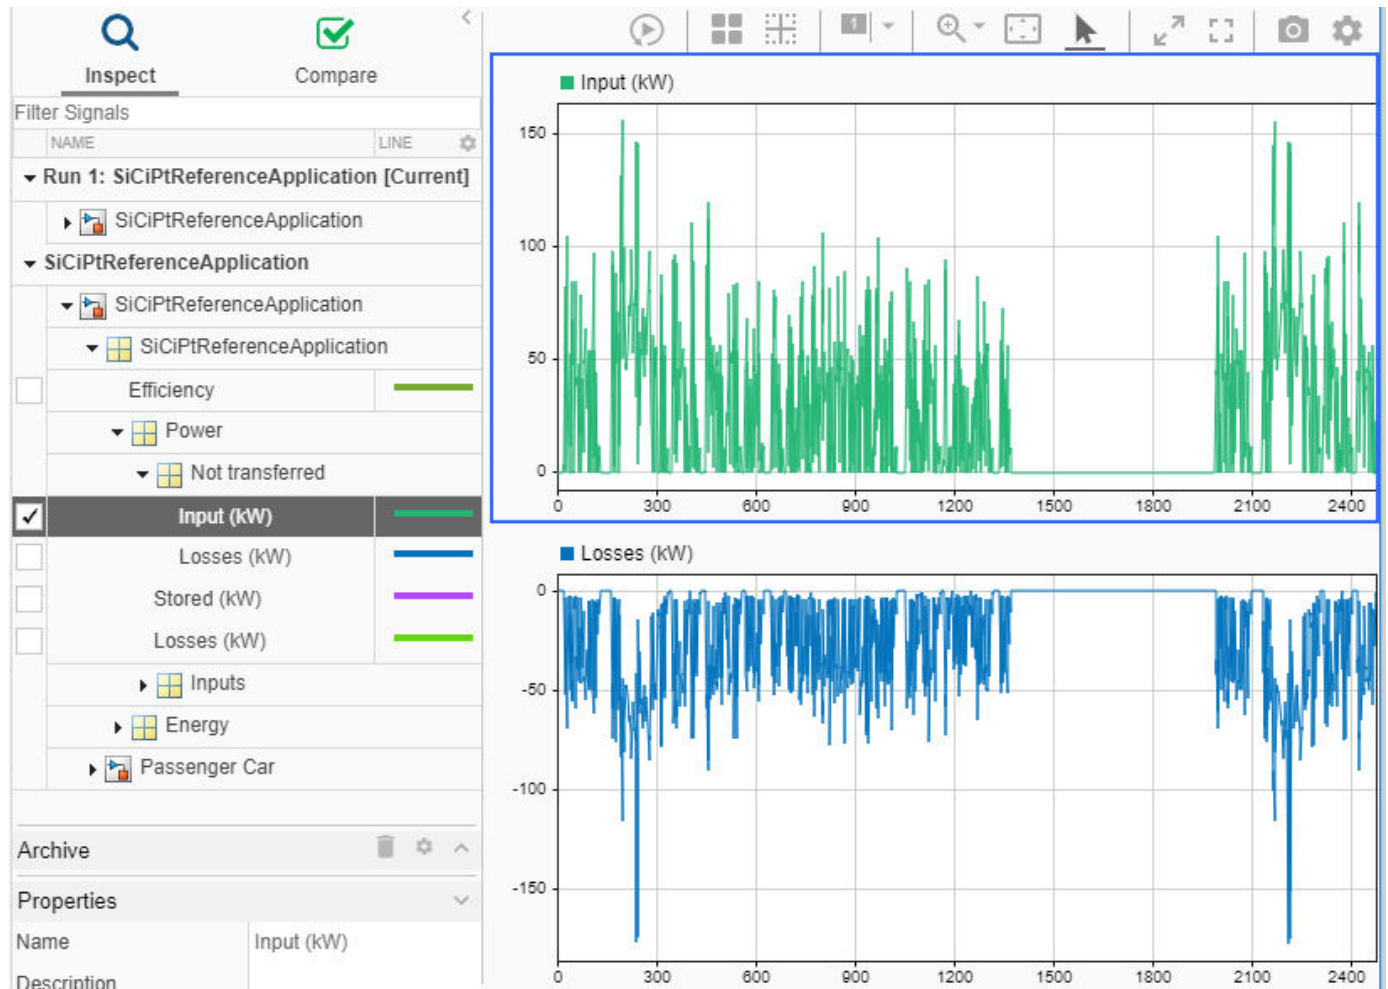 Inspect
Compare
Filter Signals
NAME
LINE
Run 1: SiCiPtReferenceApplication [Current]
SiCiPtReferenceApplication
SiCiPtReferenceApplication
SiCiPtReferenceApplication
SiCiPtReferenceApplication
Efficiency
Power
Not transferred
Input (kW)
Losses (kW)
Stored (kW)
Losses (kW)
Inputs
Energy
Passenger Car
Archive
Properties
Name
Input (kW)
Description
1
Input (kW)
150
100
50
0
0 300 600 900 1200 1500 1800 2100 2400
Losses (kW)
0
-50
-100
-150
0 300 600 900 1200 1500 1800 2100 2400